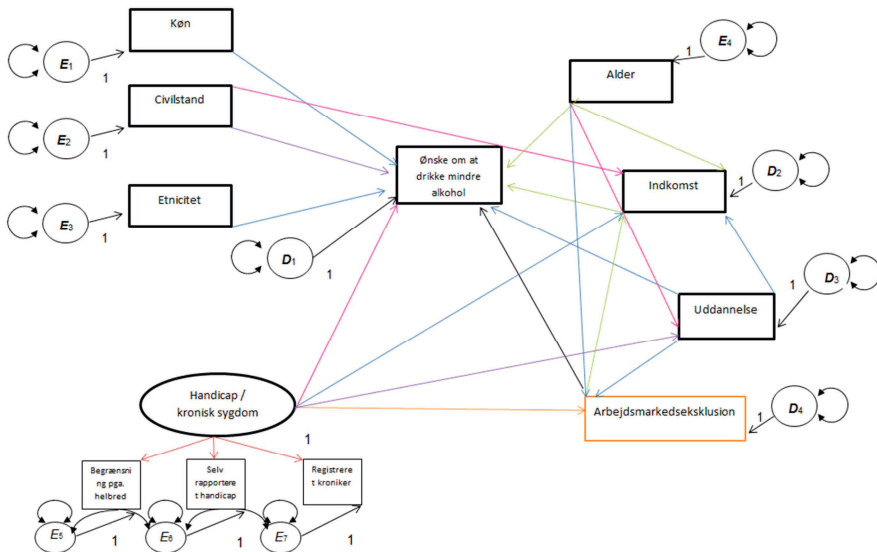 Køn
E1
1
Civilstand
E2
1
Etnicitet
E3
1
Ønske om at
drikke mindre
alkohol
D1
1
Alder
E4
1
Indkomst
D2
1
Uddannelse
D3
1
Arbejdsmarkedseksklusion
D4
1
Handicap /
kronisk sygdom
1
Begrænsni
ng pga.
helbred
Selv
rapportere
t handicap
Registrere
t kroniker
E5
1
E6
1
E7
1